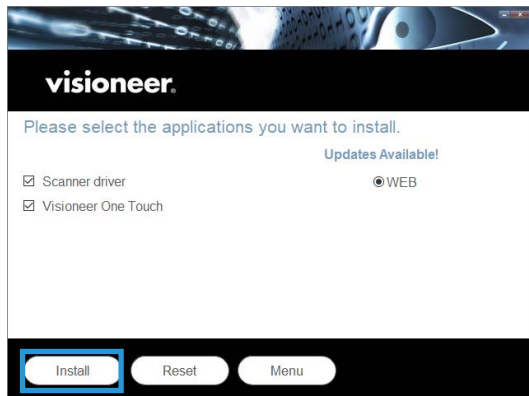 visioneer.
Please select the applications you want to install.
Updates Available!
Scanner driver
WEB
Visioneer One Touch
Install
Reset
Menu